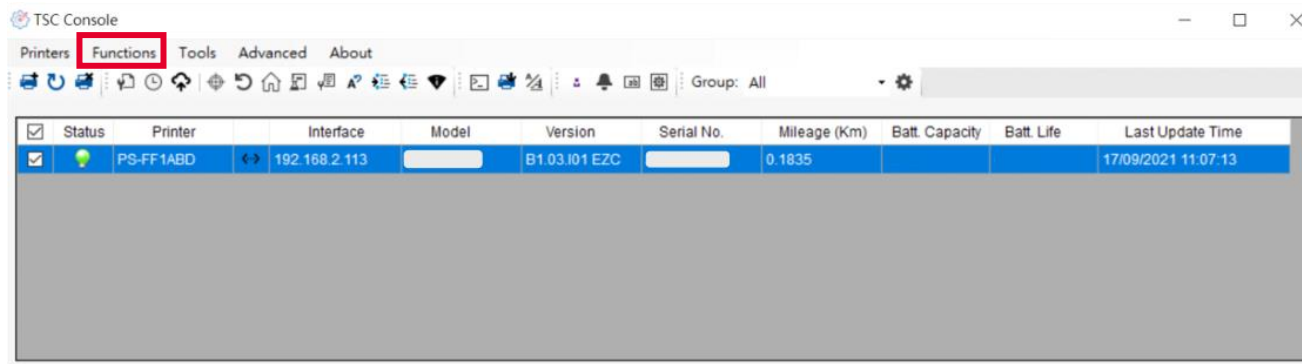 TSC Console
Printers Functions Tools Advanced About
Group: All
Status Printer Interface Model Version Serial No. Mileage (Km) Batt. Capacity Batt. Life Last Update Time
PS-FF1ABD 192.168.2.113 B1.03.I01 EZC 0.1835 17/09/2021 11:07:13